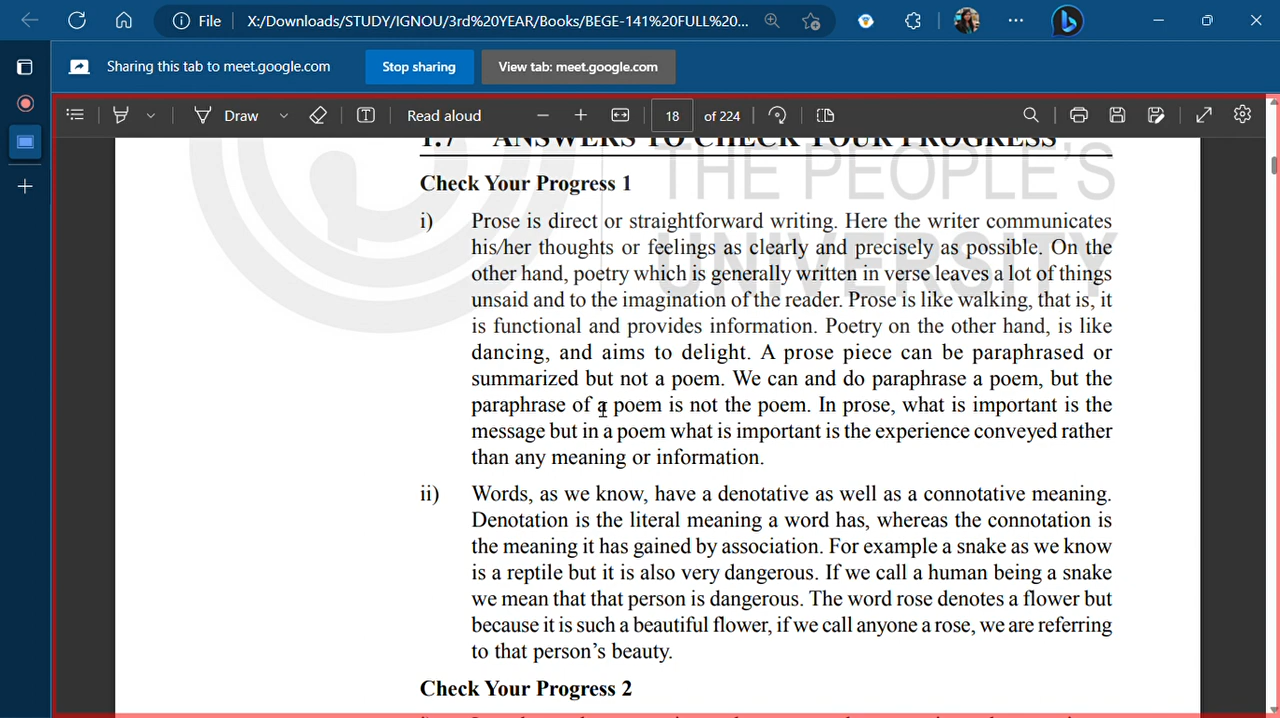 File X:/Downloads/STUDY/IGNOU/3rd%20YEAR/Books/BEGE-141%20FULL%20...
Sharing this tab to meet.google.com Stop sharing View tab: meet.google.com
Draw Read aloud 18 of 224
1.7 ANSWERS TO CHECK YOUR PROGRESS
THE PEOPLE'S
UNIVERSITY
Check Your Progress 1
i) Prose is direct or straightforward writing. Here the writer communicates
his/her thoughts or feelings as clearly and precisely as possible. On the
other hand, poetry which is generally written in verse leaves a lot of things
unsaid and to the imagination of the reader. Prose is like walking, that is, it
is functional and provides information. Poetry on the other hand, is like
dancing, and aims to delight. A prose piece can be paraphrased or
summarized but not a poem. We can and do paraphrase a poem, but the
paraphrase of a poem is not the poem. In prose, what is important is the
message but in a poem what is important is the experience conveyed rather
than any meaning or information.
ii) Words, as we know, have a denotative as well as a connotative meaning.
Denotation is the literal meaning a word has, whereas the connotation is
the meaning it has gained by association. For example a snake as we know
is a reptile but it is also very dangerous. If we call a human being a snake
we mean that that person is dangerous. The word rose denotes a flower but
because it is such a beautiful flower, if we call anyone a rose, we are referring
to that person's beauty.
Check Your Progress 2